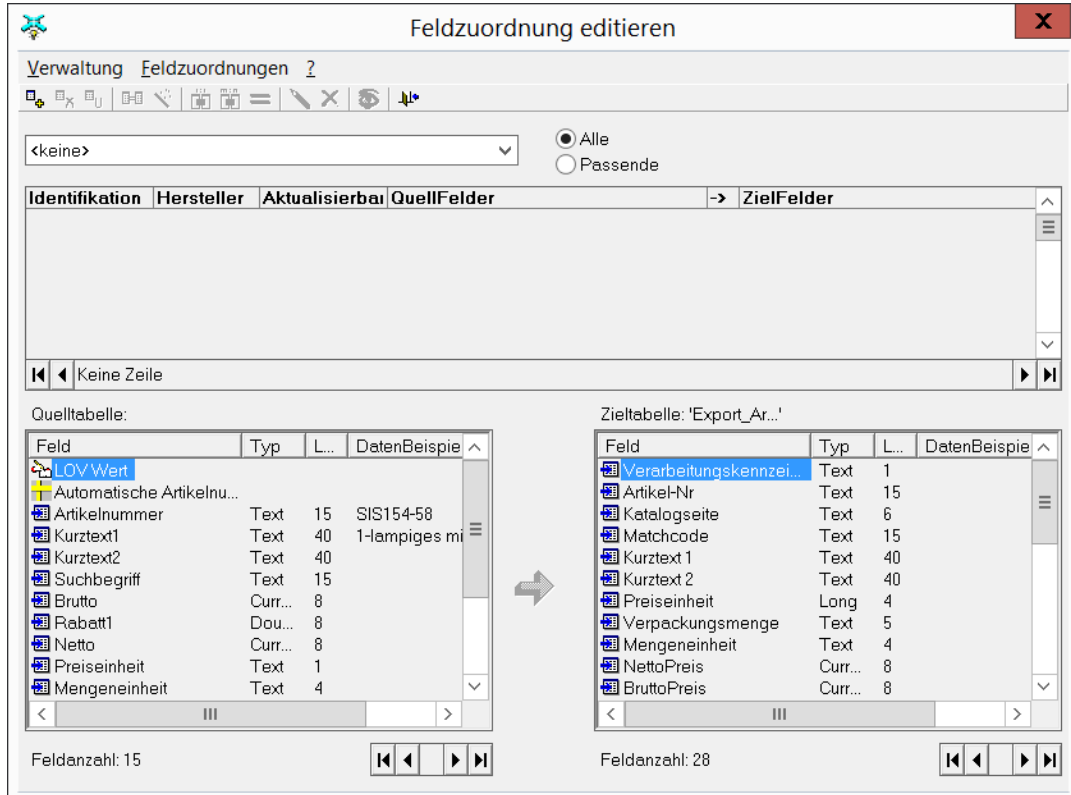 Feldzuordnung editieren
X
Verwaltung Feldzuordnungen ?
<keine>
Alle
Passende
Identifikation Hersteller Aktualisierbar QuellFelder -> ZielFelder
Keine Zeile
Quelltabelle: Zieltabelle: 'Export_Ar...'
Feld Typ L... DatenBeispie
LOV Wert
Automatische Artikelnu...
Artikelnummer Text 15 SIS154-58
Kurztext1 Text 40 1-lampiges mi
Kurztext2 Text 40
Suchbegriff Text 15
Brutto Curr... 8
Rabatt1 Dou... 8
Netto Curr... 8
Preiseinheit Text 1
Mengeneinheit Text 4
Feldanzahl: 15
Feld Typ L... DatenBeispie
Verarbeitungskennzei... Text 1
Artikel-Nr Text 15
Katalogseite Text 6
Matchcode Text 15
Kurztext 1 Text 40
Kurztext 2 Text 40
Preiseinheit Long 4
Verpackungsmenge Text 5
Mengeneinheit Text 4
NettoPreis Curr... 8
BruttoPreis Curr... 8
Feldanzahl: 28